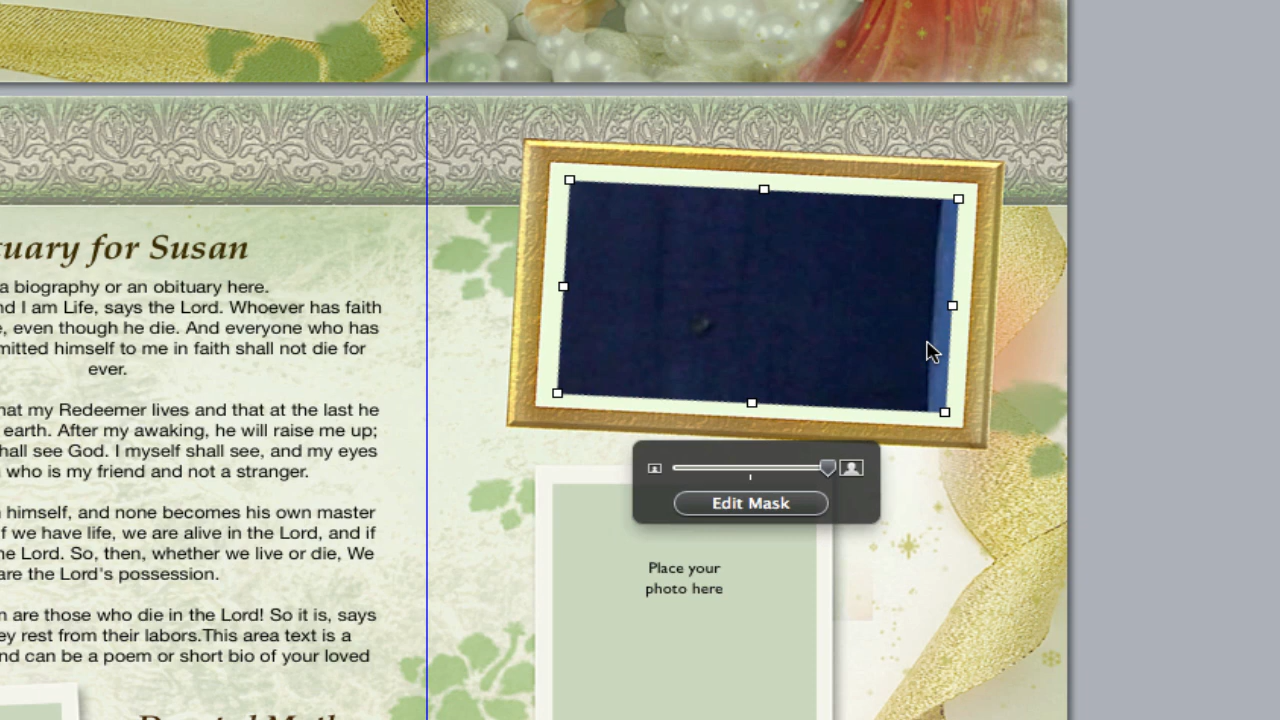 tuary for Susan
a biography or an obituary here.
nd I am Life, says the Lord. Whoever has faith
e, even though he die. And everyone who has
mitted himself to me in faith shall not die for
ever.
hat my Redeemer lives and that at the last he
earth. After my awaking, he will raise me up;
hall see God. I myself shall see, and my eyes
who is my friend and not a stranger.
himself, and none becomes his own master
if we have life, we are alive in the Lord, and if
he Lord. So, then, whether we live or die, We
are the Lord's possession.
n are those who die in the Lord! So it is, says
ey rest from their labors.This area text is a
nd can be a poem or short bio of your loved
Edit Mask
Place your
photo here